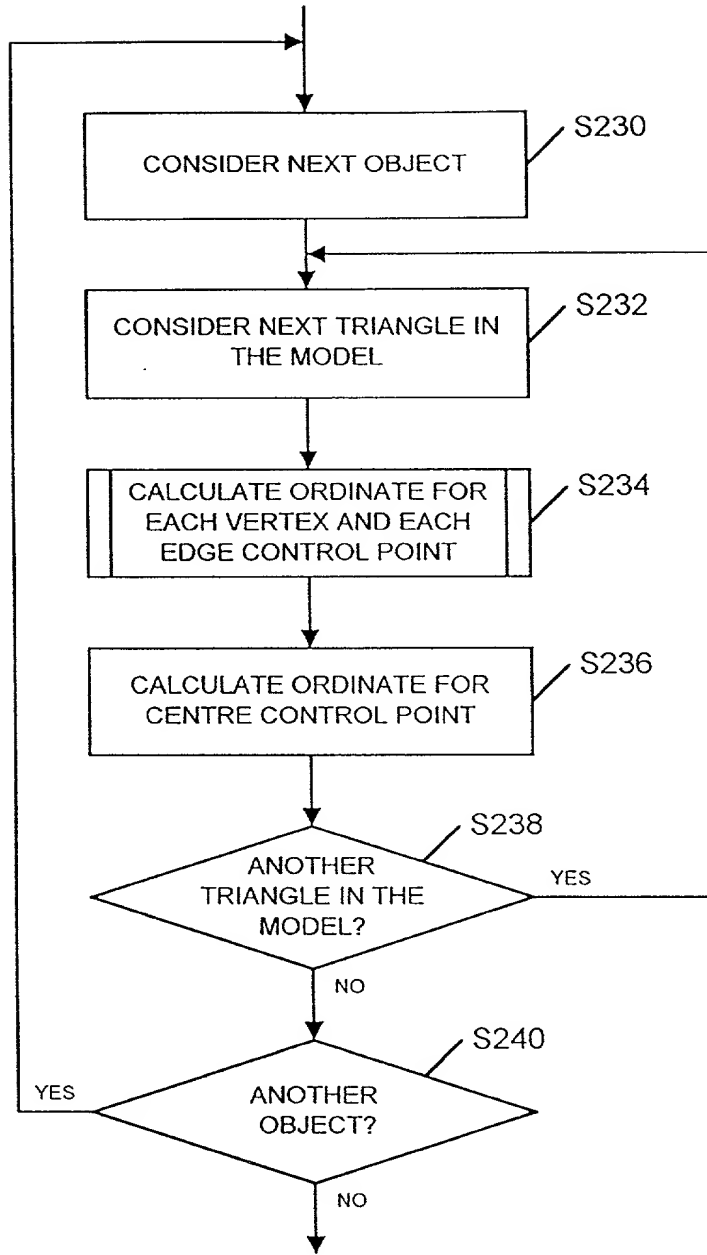 S230
CONSIDER NEXT OBJECT
S232
CONSIDER NEXT TRIANGLE IN
THE MODEL
S234
CALCULATE ORDINATE FOR
EACH VERTEX AND EACH
EDGE CONTROL POINT
S236
CALCULATE ORDINATE FOR
CENTRE CONTROL POINT
S238
ANOTHER
TRIANGLE IN THE
MODEL?
YES
NO
S240
YES
ANOTHER
OBJECT?
NO